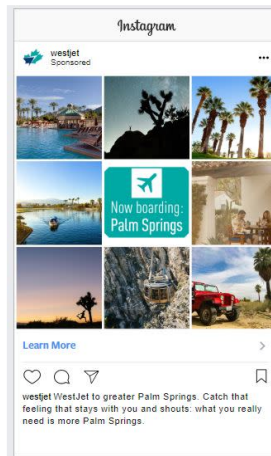 Instagram
westjet
Sponsored
Now boarding:
Palm Springs
Learn More
westjet WestJet to greater Palm Springs. Catch that
feeling that stays with you and shouts: what you really
need is more Palm Springs.